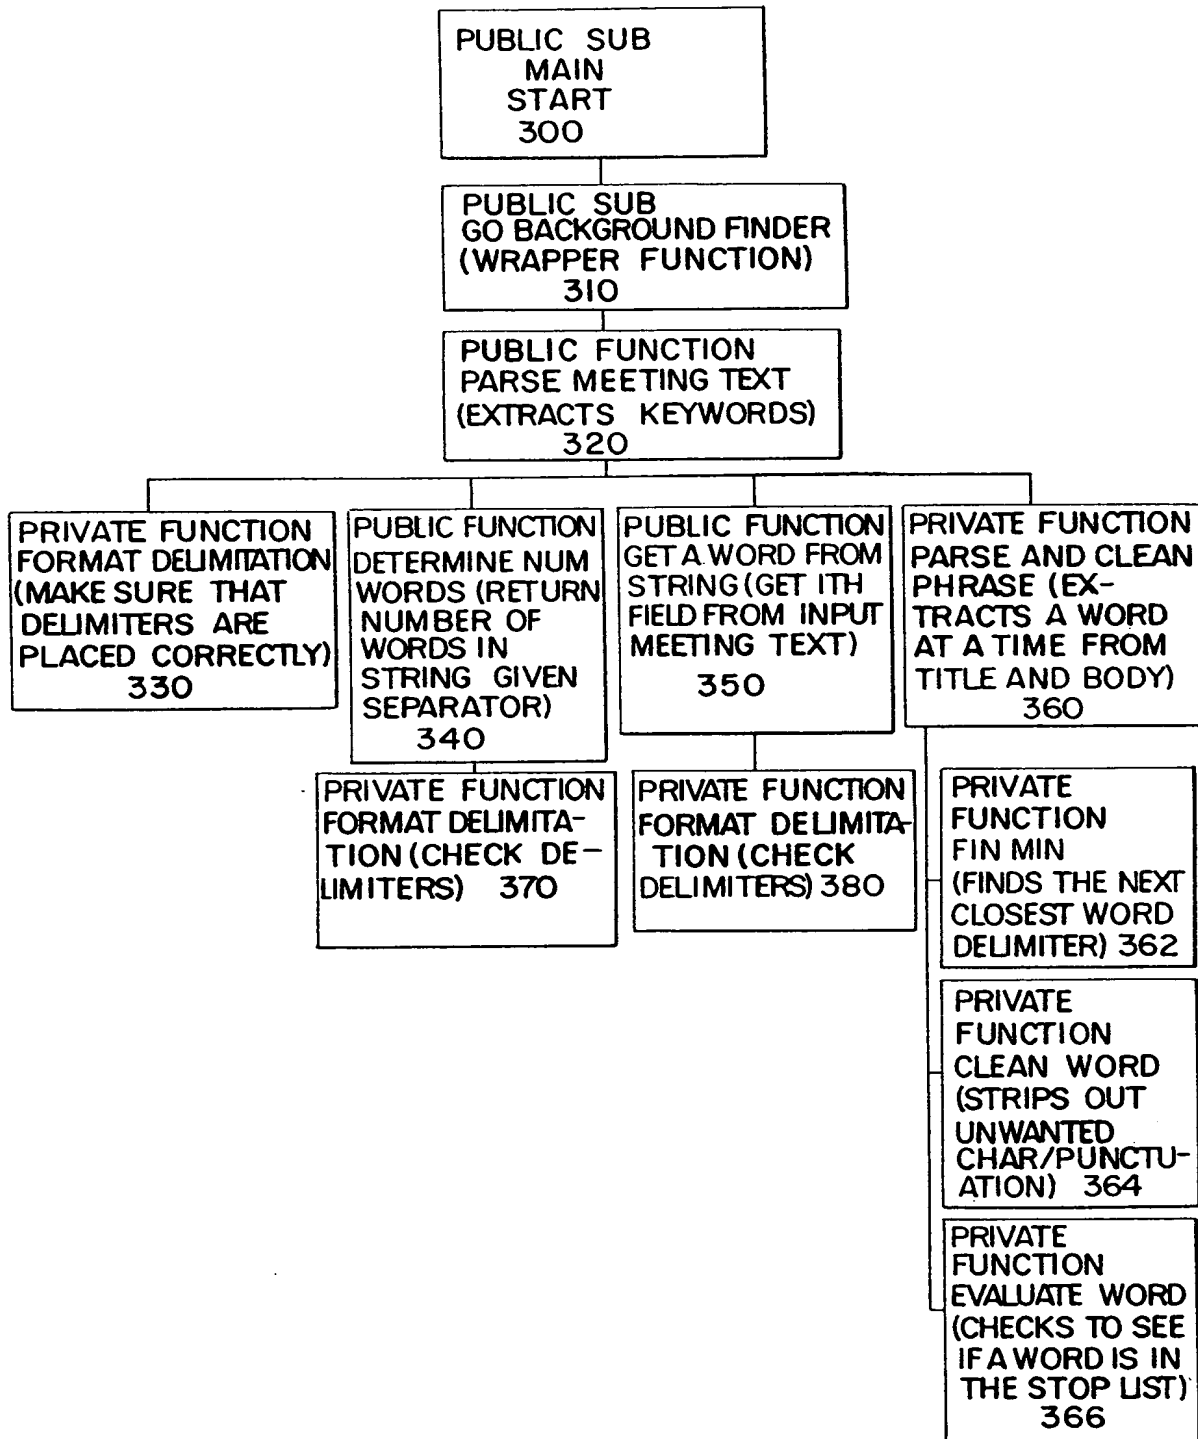 PUBLIC SUB
MAIN
START
300
PUBLIC SUB
GO BACKGROUND FINDER
(WRAPPER FUNCTION)
310
PUBLIC FUNCTION
PARSE MEETING TEXT
(EXTRACTS KEYWORDS)
320
PRIVATE FUNCTION
FORMAT DELIMITATION
(MAKE SURE THAT
DELIMITERS ARE
PLACED CORRECTLY)
330
PUBLIC FUNCTION
DETERMINE NUM
WORDS (RETURN
NUMBER OF
WORDS IN
STRING GIVEN
SEPARATOR)
340
PUBLIC FUNCTION
GET A WORD FROM
STRING (GET ITH
FIELD FROM INPUT
MEETING TEXT)
350
PRIVATE FUNCTION
PARSE AND CLEAN
PHRASE (EX-
TRACTS A WORD
AT A TIME FROM
TITLE AND BODY)
360
PRIVATE FUNCTION
FORMAT DELIMITA-
TION (CHECK DE-
LIMITERS) 370
PRIVATE FUNCTION
FORMAT DELIMITA-
TION (CHECK
DELIMITERS) 380
PRIVATE
FUNCTION
FIN MIN
(FINDS THE NEXT
CLOSEST WORD
DELIMITER) 362
PRIVATE
FUNCTION
CLEAN WORD
(STRIPS OUT
UNWANTED
CHAR/PUNCTU-
ATION) 364
PRIVATE
FUNCTION
EVALUATE WORD
(CHECKS TO SEE
IF A WORD IS IN
THE STOP LIST)
366